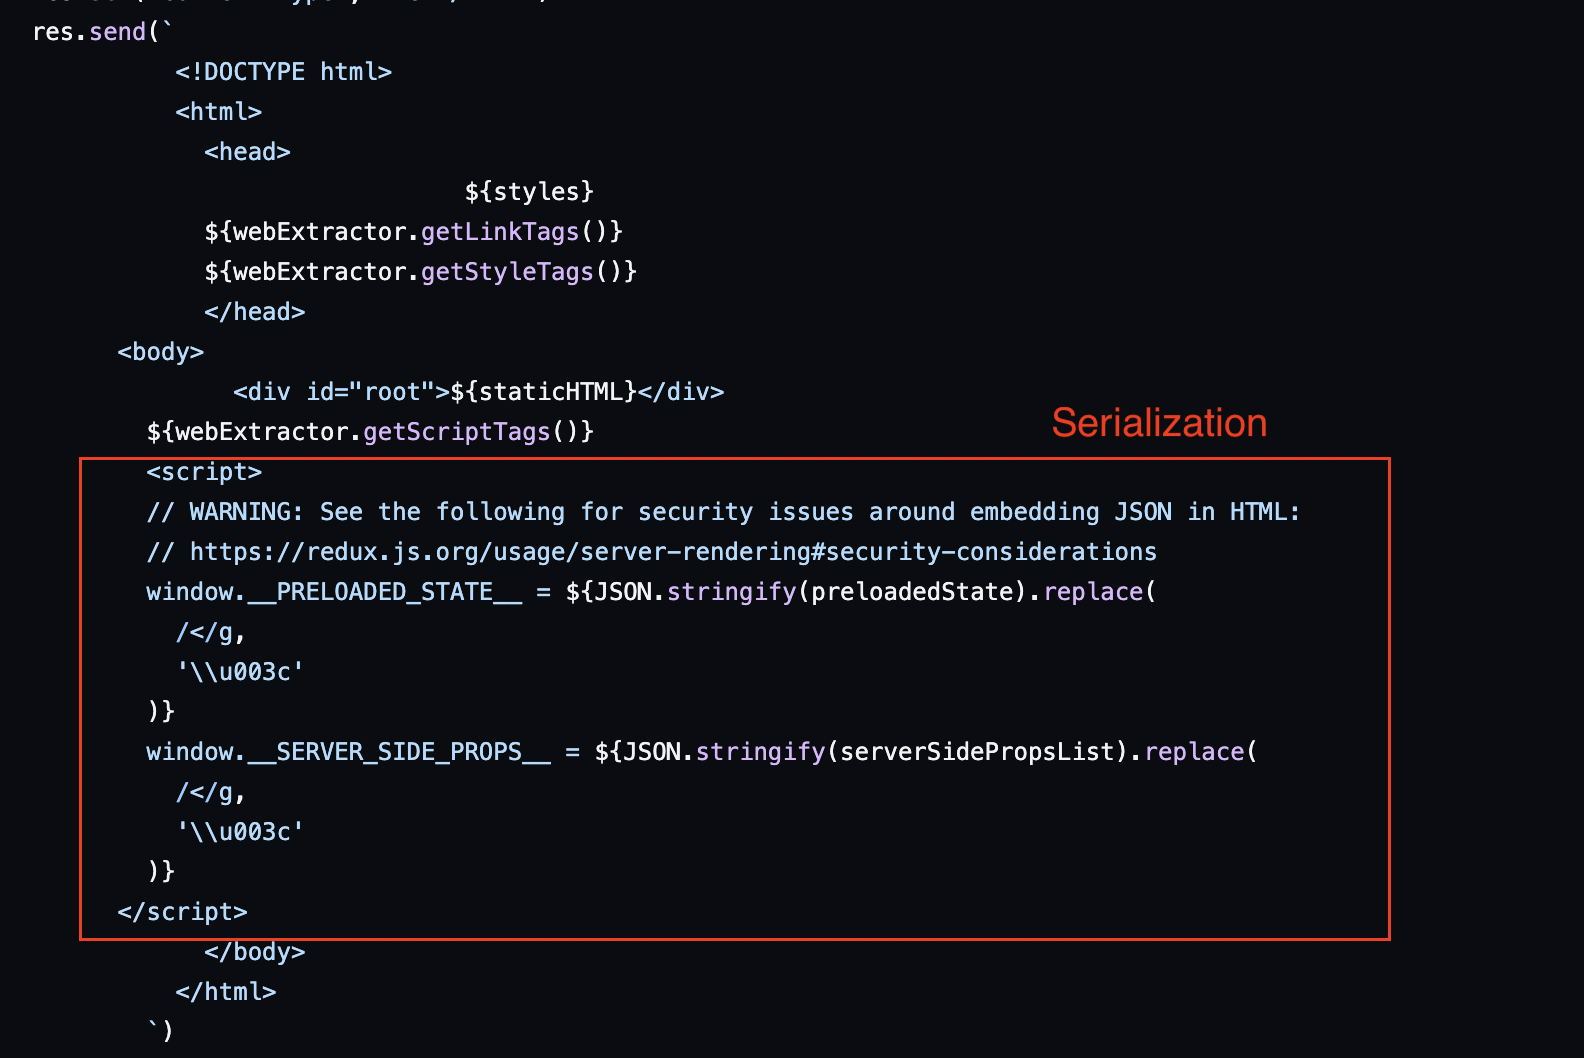 res.send(`
<!DOCTYPE html>
<html>
<head>
${styles}
${webExtractor.getLinkTags()}
${webExtractor.getStyleTags()}
</head>
<body>
<div id="root">${staticHTML}</div>
${webExtractor.getScriptTags()}
Serialization
<script>
// WARNING: See the following for security issues around embedding JSON in HTML:
// https://redux.js.org/usage/server-rendering#security-considerations
window.__PRELOADED_STATE__ = ${JSON.stringify(preloadedState).replace(
/</g,
'\\u003c'
)}
window.__SERVER_SIDE_PROPS__ = ${JSON.stringify(serverSidePropsList).replace(
/</g,
'\\u003c'
)}
</script>
</body>
</html>
`)